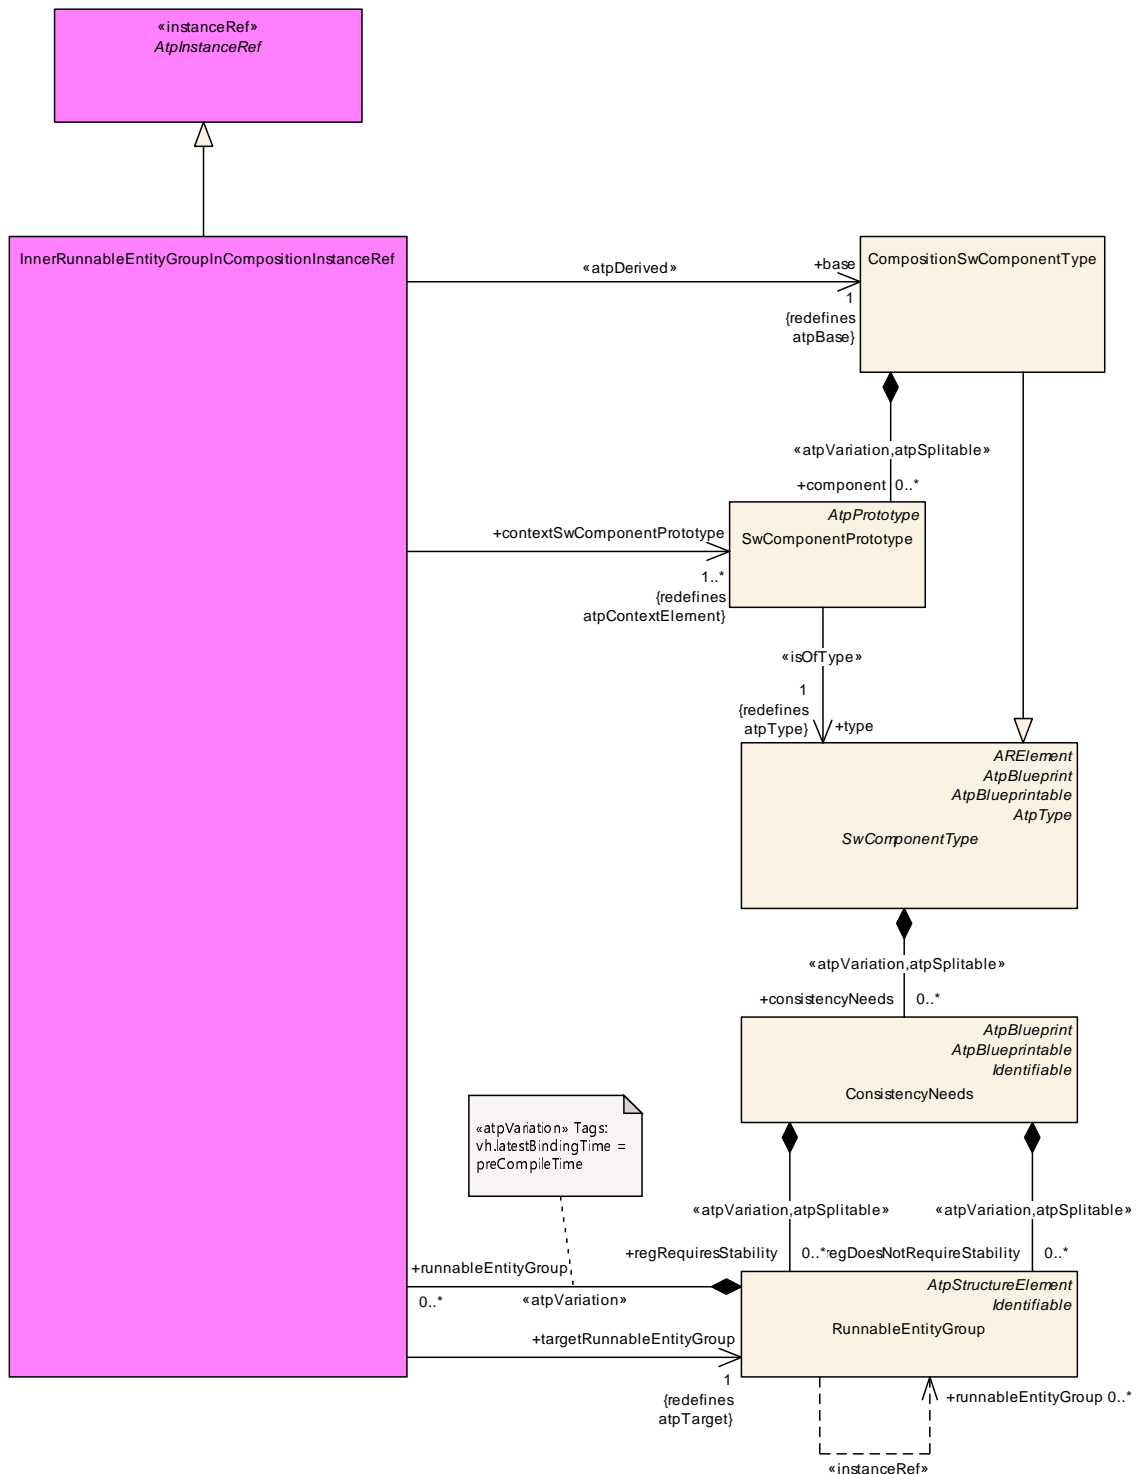 «instanceRef»
AtpInstanceRef
InnerRunnableEntityGroupInCompositionInstanceRef
«atpDerived»
+base
1
{redefines
atpBase}
CompositionSwComponentType
«atpVariation,atpSplitable»
+component 0..*
+contextSwComponentPrototype
1..*
{redefines
atpContextElement}
AtpPrototype
SwComponentPrototype
«isOfType»
1
{redefines
atpType}
+type
ARElement
AtpBlueprint
AtpBlueprintable
AtpType
SwComponentType
«atpVariation,atpSplitable»
+consistencyNeeds 0..*
AtpBlueprint
AtpBlueprintable
Identifiable
ConsistencyNeeds
«atpVariation» Tags:
vh.latestBindingTime =
preCompileTime
«atpVariation,atpSplitable»
«atpVariation,atpSplitable»
+regRequiresStability 0..*
regDoesNotRequireStability 0..*
+runnableEntityGroup
0..*
«atpVariation»
AtpStructureElement
Identifiable
RunnableEntityGroup
+targetRunnableEntityGroup
1
{redefines
atpTarget}
+runnableEntityGroup 0..*
«instanceRef»